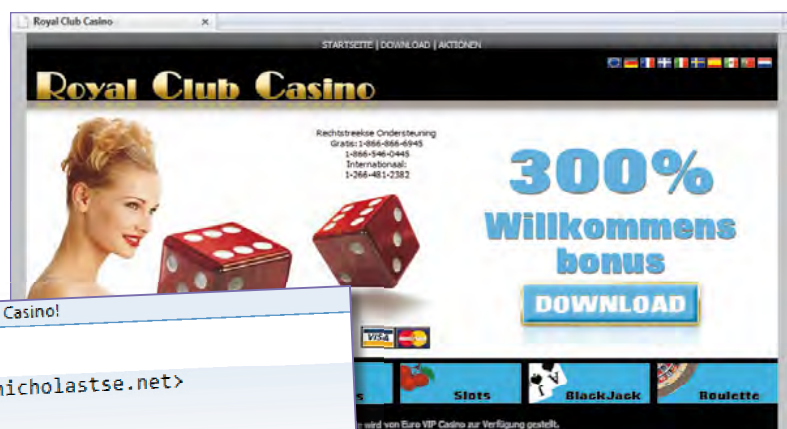 Royal Club Casino
STARTSEITE | DOWNLOAD | AKTIONEN
Royal Club Casino
Rechtstreekse Ondersteuning
Gratis: 1-866-866-6945
1-866-546-0445
Internationaal:
1-266-481-2382
300%
Willkommens
bonus
DOWNLOAD
Casino!
VISA
nicholastse.net>
s
Slots
BlackJack
Roulette
e wird von Euro VIP Casino zur Verfügung gestellt.